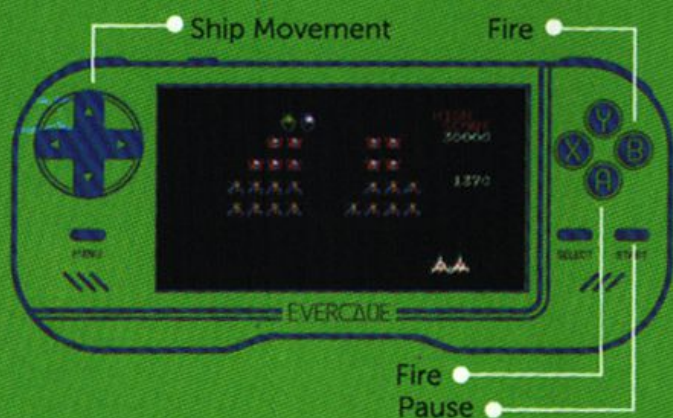 Ship Movement
Fire
HIGH
SCORE
30000
1370
Y
X
B
A
MENU
SELECT
START
EVERCADE
Fire
Pause